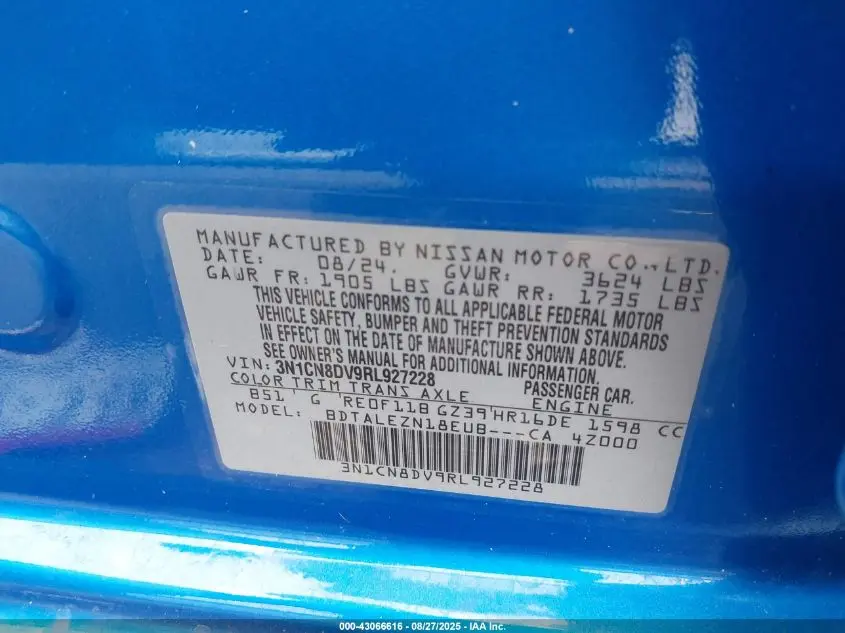 MANUFACTURED BY NISSAN MOTOR CO., LTD.
DATE: 08/24. GVWR: 3624 LBS
GAWR FR: 1905 LBS GAWR RR: 1735 LBS
THIS VEHICLE CONFORMS TO ALL APPLICABLE FEDERAL MOTOR
VEHICLE SAFETY, BUMPER AND THEFT PREVENTION STANDARDS
IN EFFECT ON THE DATE OF MANUFACTURE SHOWN ABOVE.
SEE OWNER'S MANUAL FOR ADDITIONAL INFORMATION.
VIN: 3N1CN8DV9RL927228 PASSENGER CAR.
COLOR TRIM TRANS AXLE ENGINE
B51 G RE0F11B GZ39 HR16DE 1598 CC
MODEL: BDTALEZN18EUB---CA 4Z000
3N1CN8DV9RL927228
000-43066616 - 08/27/2025 - IAA Inc.